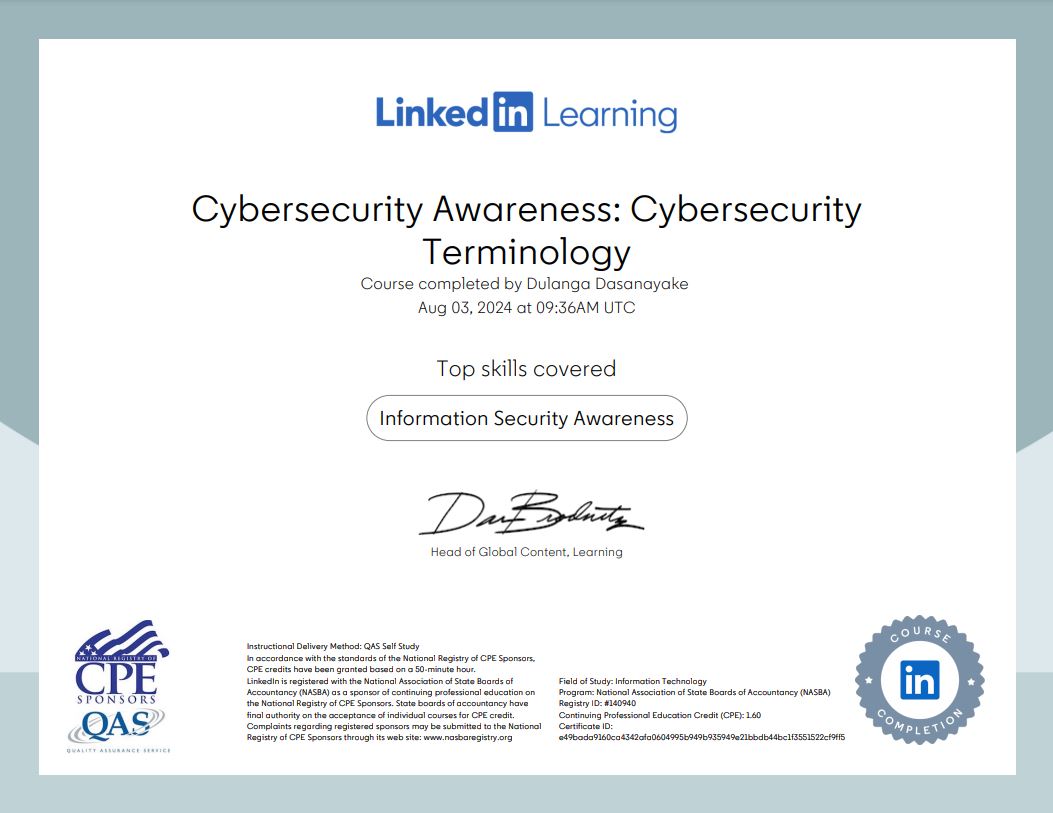 Linked in Learning
Cybersecurity Awareness: Cybersecurity
Terminology
Course completed by Dulanga Dasanayake
Aug 03, 2024 at 09:36AM UTC
Top skills covered
Information Security Awareness
Head of Global Content, Learning
NATIONAL REGISTRY OF
CPE
SPONSORS
QAS
QUALITY ASSURANCE SERVICE
Instructional Delivery Method: QAS Self Study
In accordance with the standards of the National Registry of CPE Sponsors,
CPE credits have been granted based on a 50-minute hour.
LinkedIn is registered with the National Association of State Boards of
Accountancy (NASBA) as a sponsor of continuing professional education on
the National Registry of CPE Sponsors. State boards of accountancy have
final authority on the acceptance of individual courses for CPE credit.
Complaints regarding registered sponsors may be submitted to the National
Registry of CPE Sponsors through its web site: www.nasbaregistry.org
Field of Study: Information Technology
Program: National Association of State Boards of Accountancy (NASBA)
Registry ID: #140940
Continuing Professional Education Credit (CPE): 1.60
Certificate ID:
e49bada9160ca4342afa0604995b949b935949e21bbdb44bc1f3551522cf9ff5
COURSE
in
COMPLETION